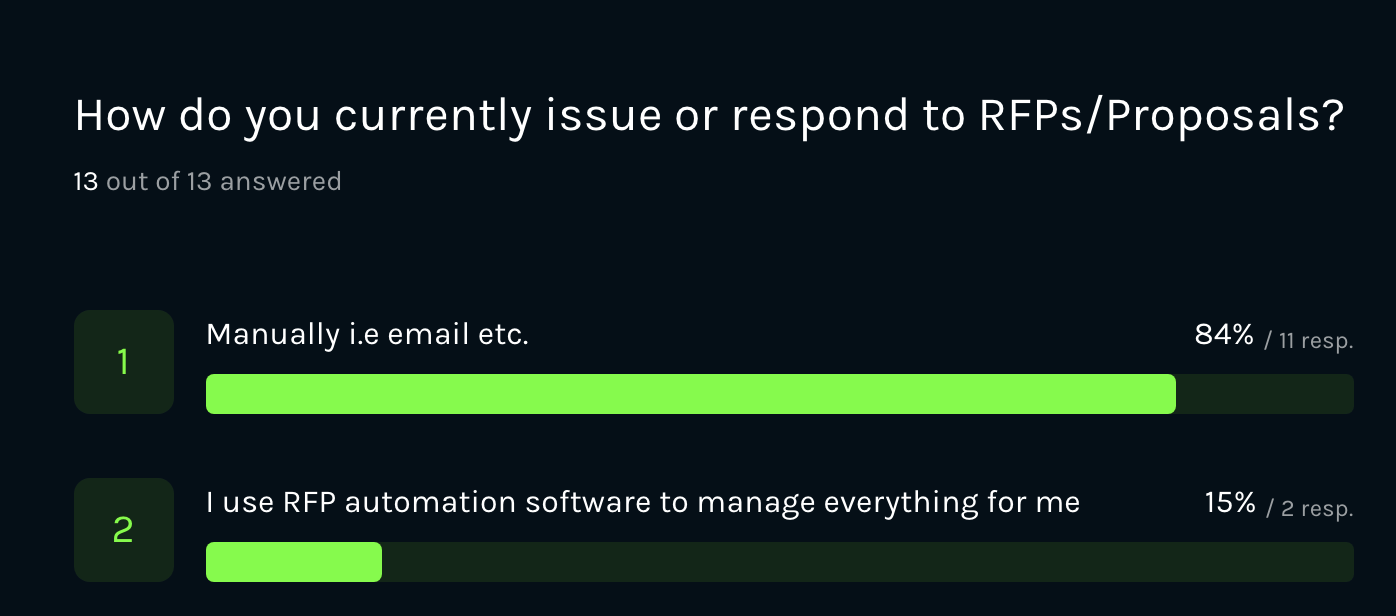 How do you currently issue or respond to RFPs/Proposals?
13 out of 13 answered
1
Manually i.e email etc.
84% / 11 resp.
2
I use RFP automation software to manage everything for me
15% / 2 resp.